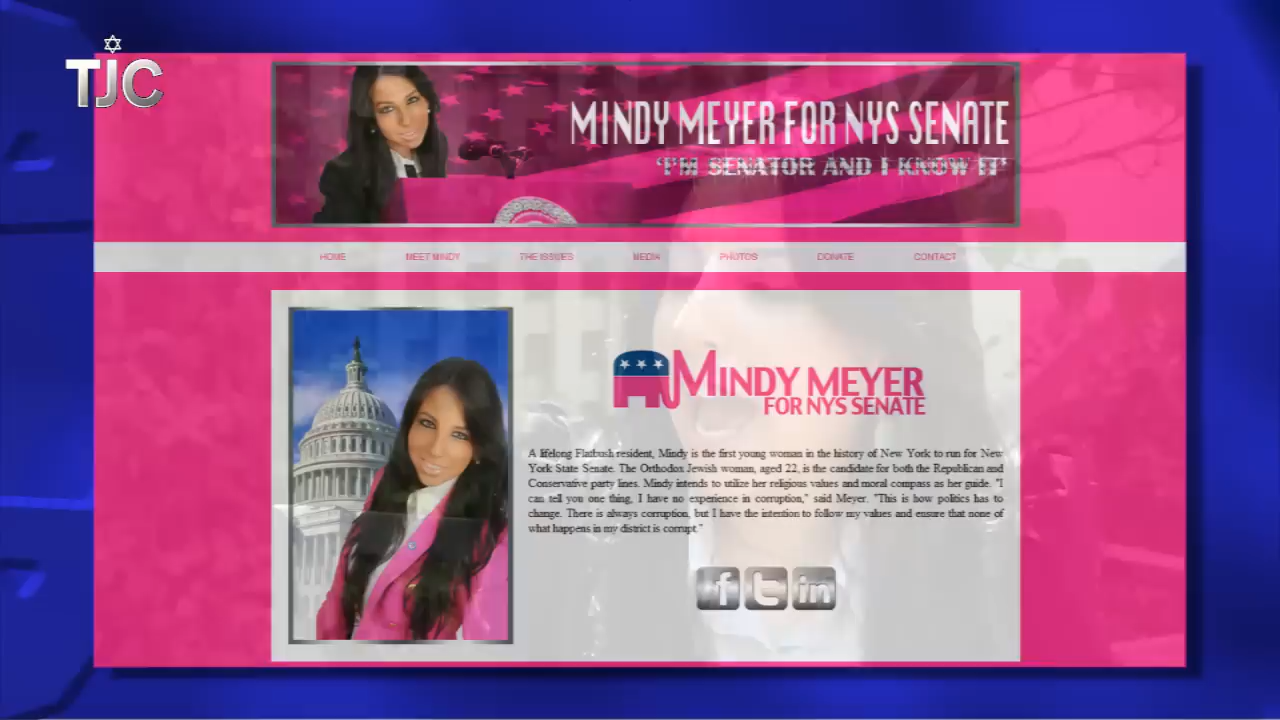 TJC
MINDY MEYER FOR NYS SENATE
'I'M SENATOR AND I KNOW IT'
HOME MEET MINDY THE ISSUES MEDIA PHOTOS DONATE CONTACT
MINDY MEYER
FOR NYS SENATE
A lifelong Flatbush resident, Mindy is the first young woman in the history of New York to run for New
York State Senate. The Orthodox Jewish woman, aged 22, is the candidate for both the Republican and
Conservative party lines. Mindy intends to utilize her religious values and moral compass as her guide. "I
can tell you one thing, I have no experience in corruption," said Meyer. "This is how politics has to
change. There is always corruption, but I have the intention to follow my values and ensure that none of
what happens in my district is corrupt."
f t in